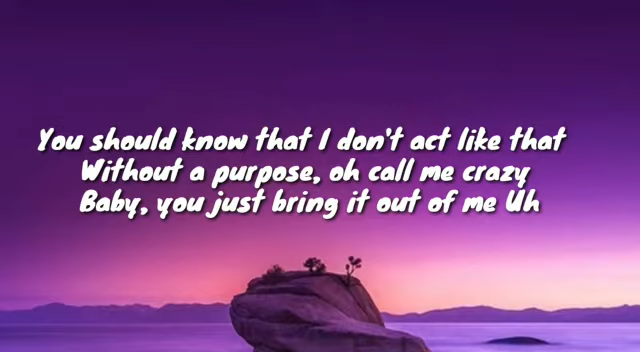 You should know that I don't act like that
Without a purpose, oh call me crazy
Baby, you just bring it out of me Uh